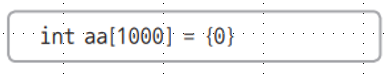 int aa[1000] = {0}